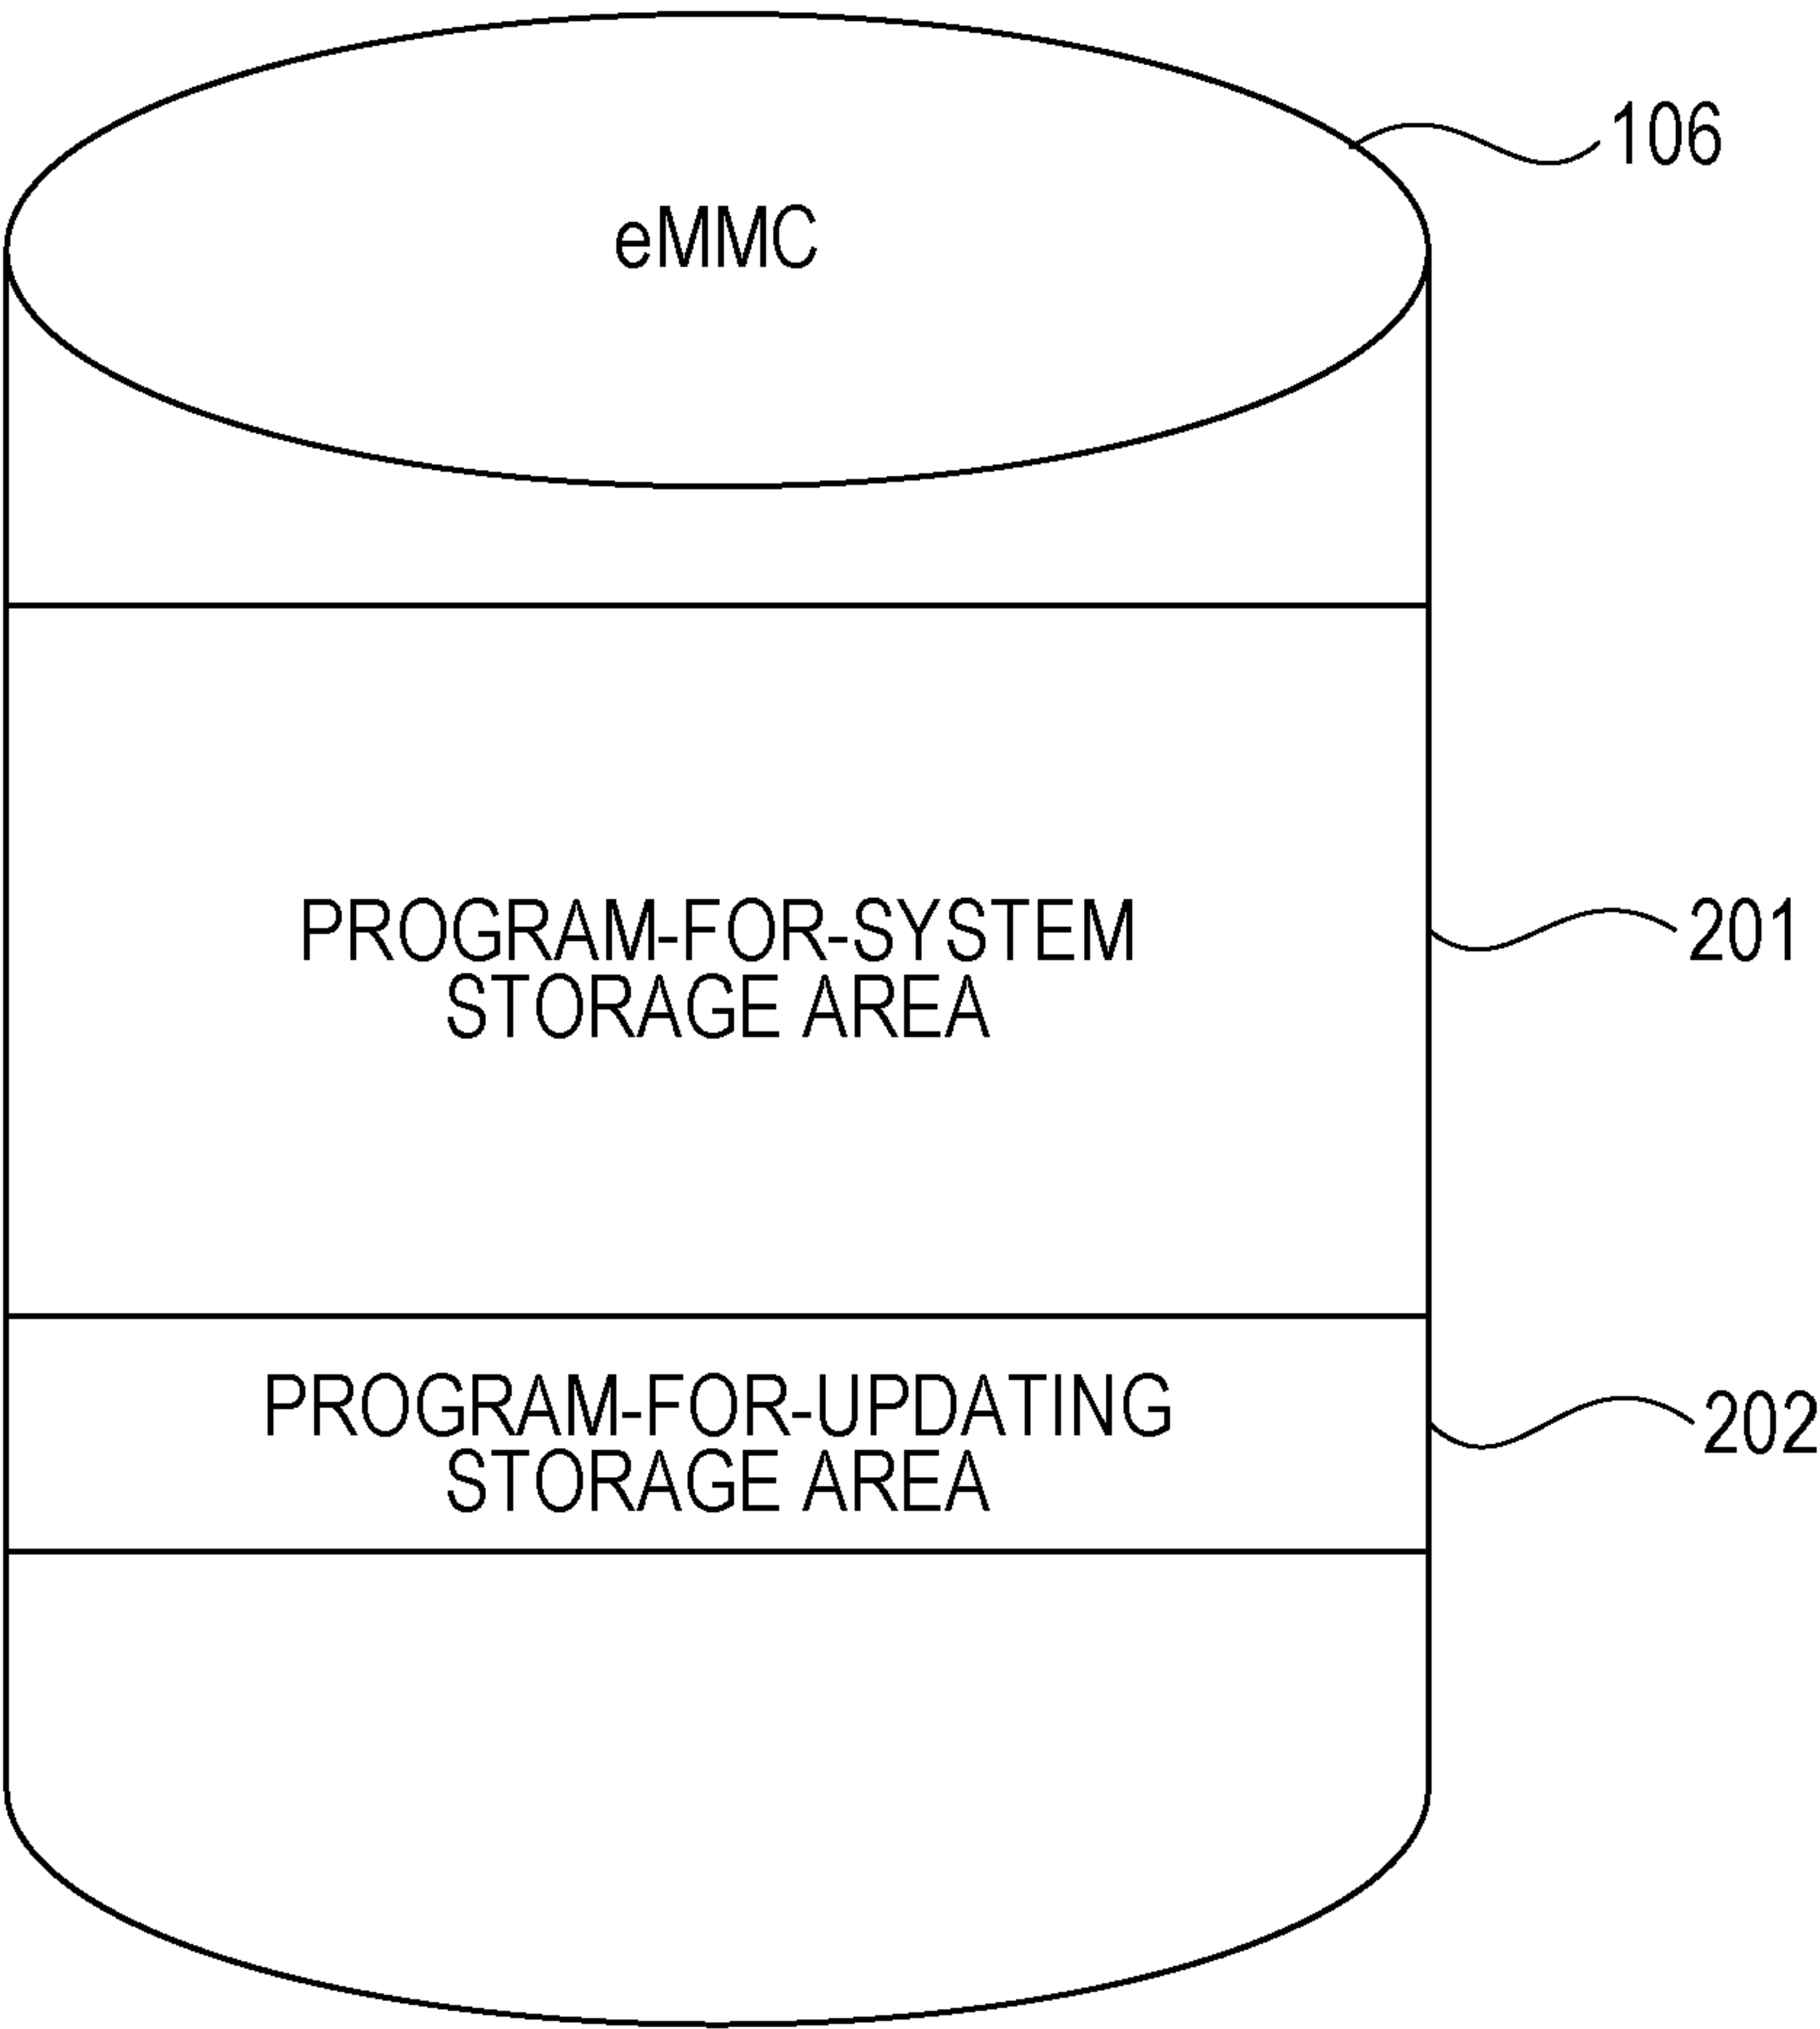 106
eMMC
PROGRAM-FOR-SYSTEM
STORAGE AREA
201
PROGRAM-FOR-UPDATING
STORAGE AREA
202